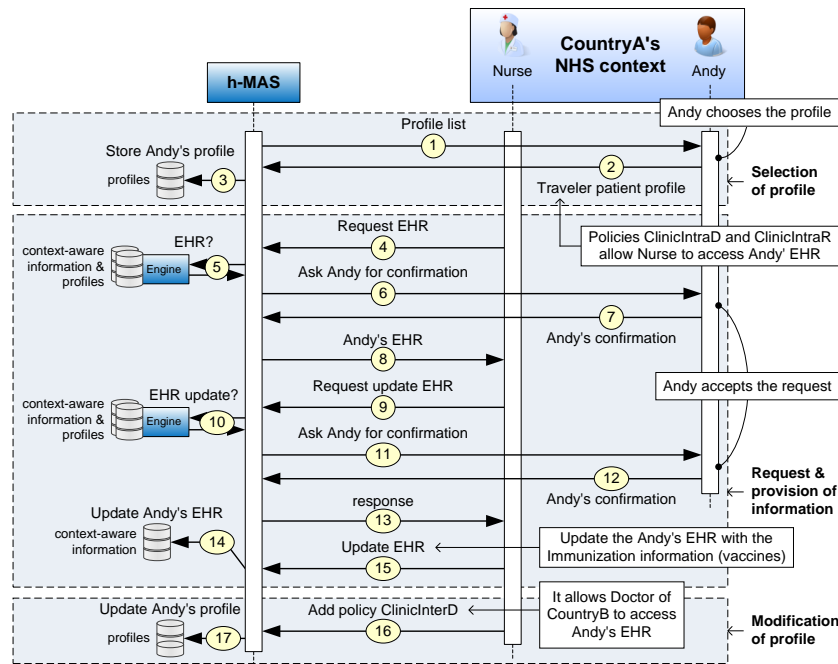 CountryA's
NHS context
Nurse
Andy
h-MAS
Andy chooses the profile
Profile list
1
Store Andy's profile
2
profiles
3
Traveler patient profile
Selection
of profile
Request EHR
4
Policies ClinicIntraD and ClinicIntraR
allow Nurse to access Andy' EHR
EHR?
context-aware
information &
profiles
Engine
5
Ask Andy for confirmation
6
7
Andy's confirmation
Andy's EHR
8
Andy accepts the request
Request update EHR
9
EHR update?
context-aware
information &
profiles
Engine
10
Ask Andy for confirmation
11
12
Andy's confirmation
Request &
provision of
information
response
13
Update Andy's EHR
context-aware
information
14
Update EHR
15
Update the Andy's EHR with the
Immunization information (vaccines)
Update Andy's profile
Add policy ClinicInterD
16
It allows Doctor of
CountryB to access
Andy's EHR
profiles
17
Modification
of profile